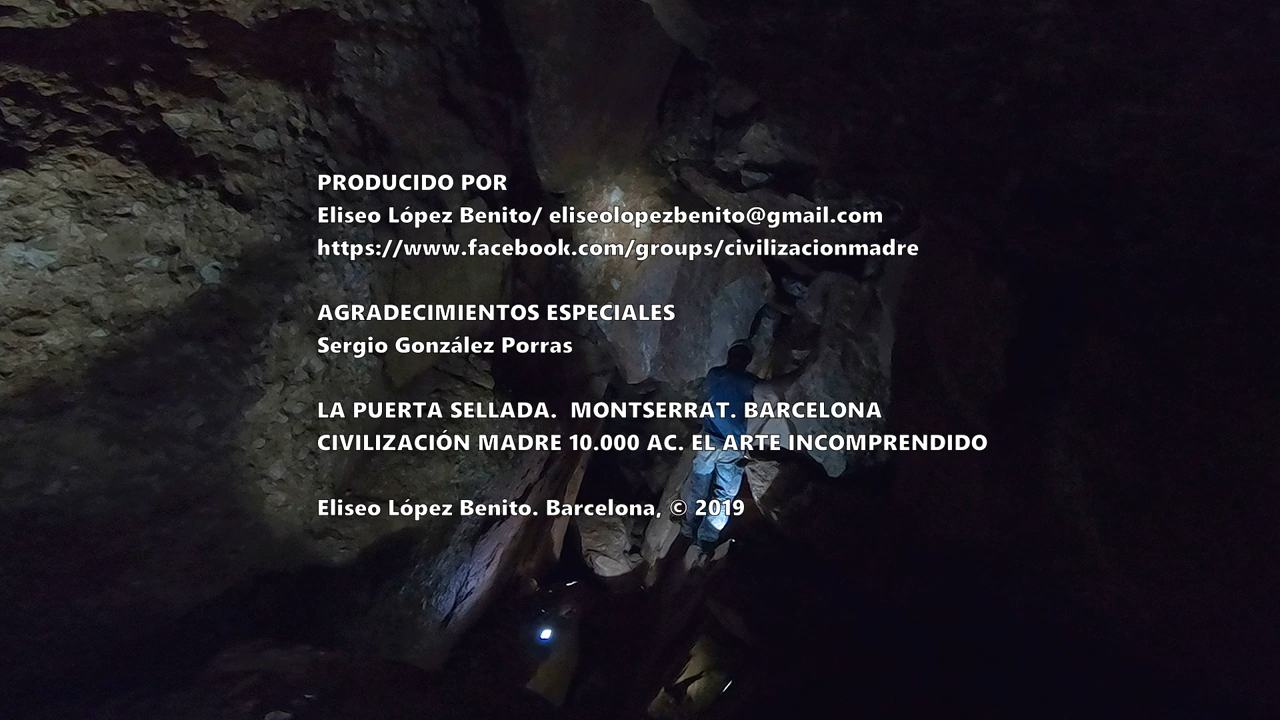 PRODUCIDO POR
Eliseo López Benito/ eliseolopezbenito@gmail.com
https://www.facebook.com/groups/civilizacionmadre
AGRADECIMIENTOS ESPECIALES
Sergio González Porras
LA PUERTA SELLADA.  MONTSERRAT. BARCELONA
CIVILIZACIÓN MADRE 10.000 AC. EL ARTE INCOMPRENDIDO
Eliseo López Benito. Barcelona, © 2019